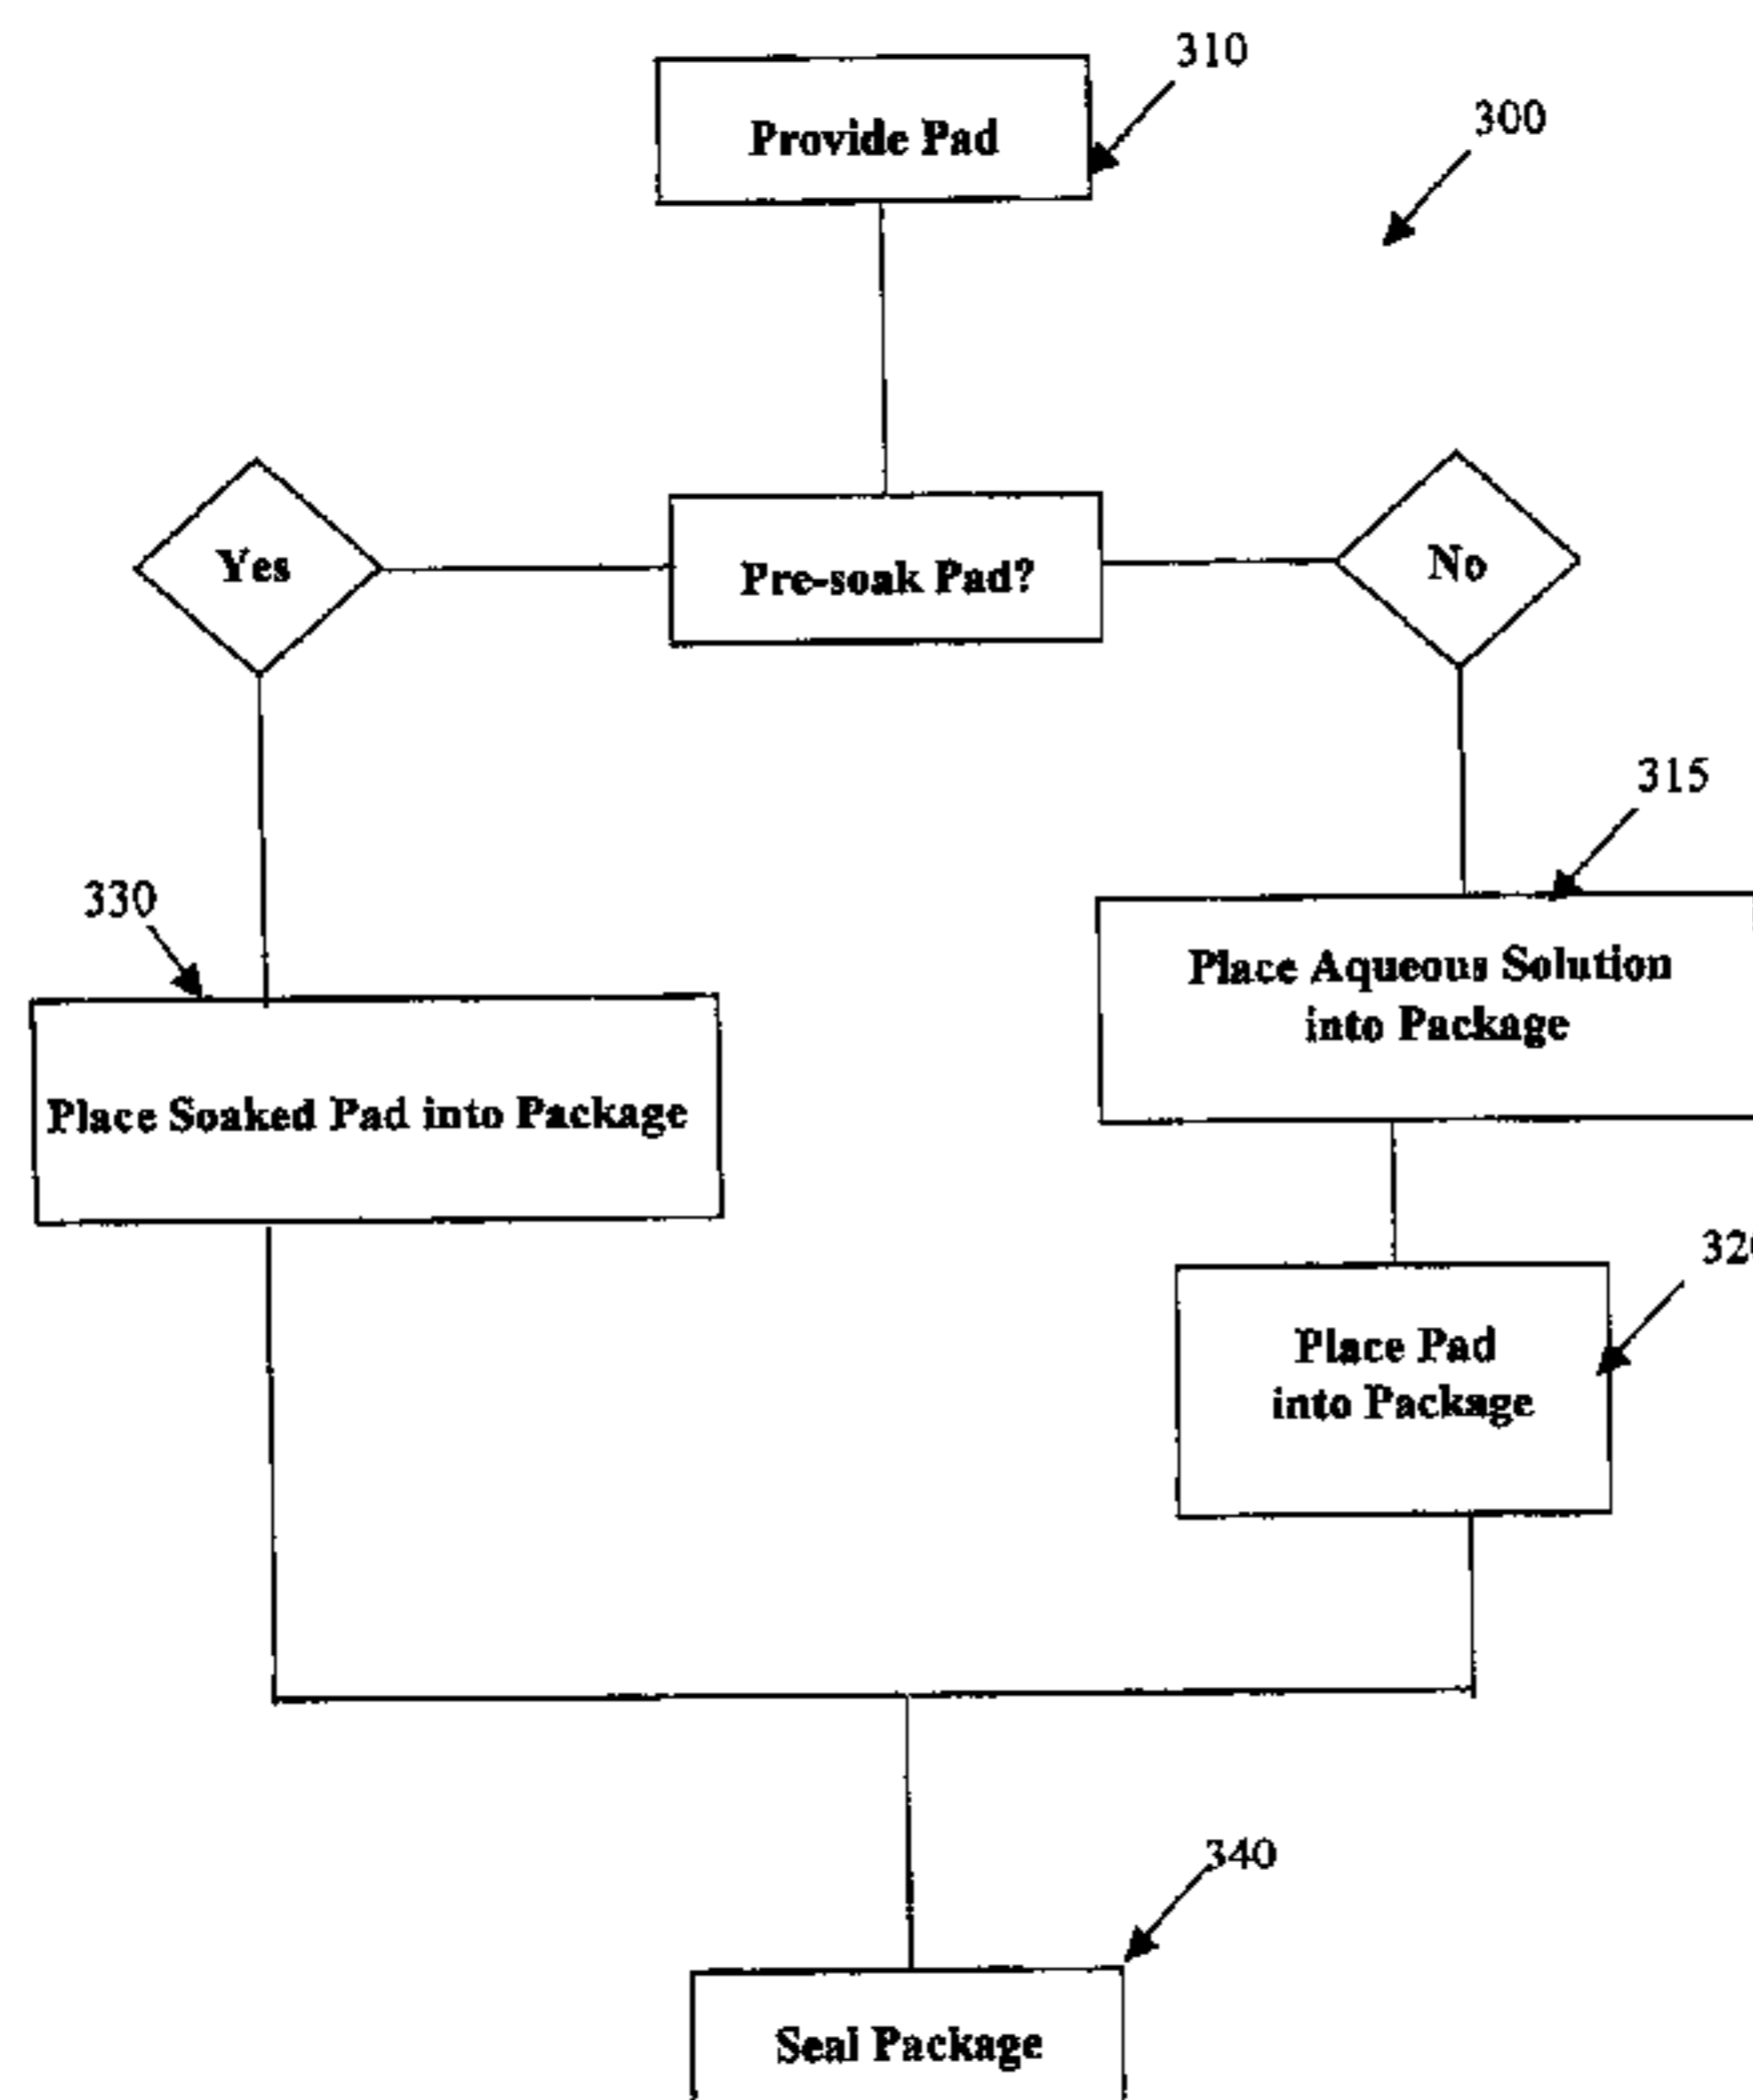 310
300
Provide Pad
Yes
Pre-soak Pad?
No
315
330
Place Aqueous Solution
into Package
Place Soaked Pad into Package
Place Pad
into Package
340
Seal Package